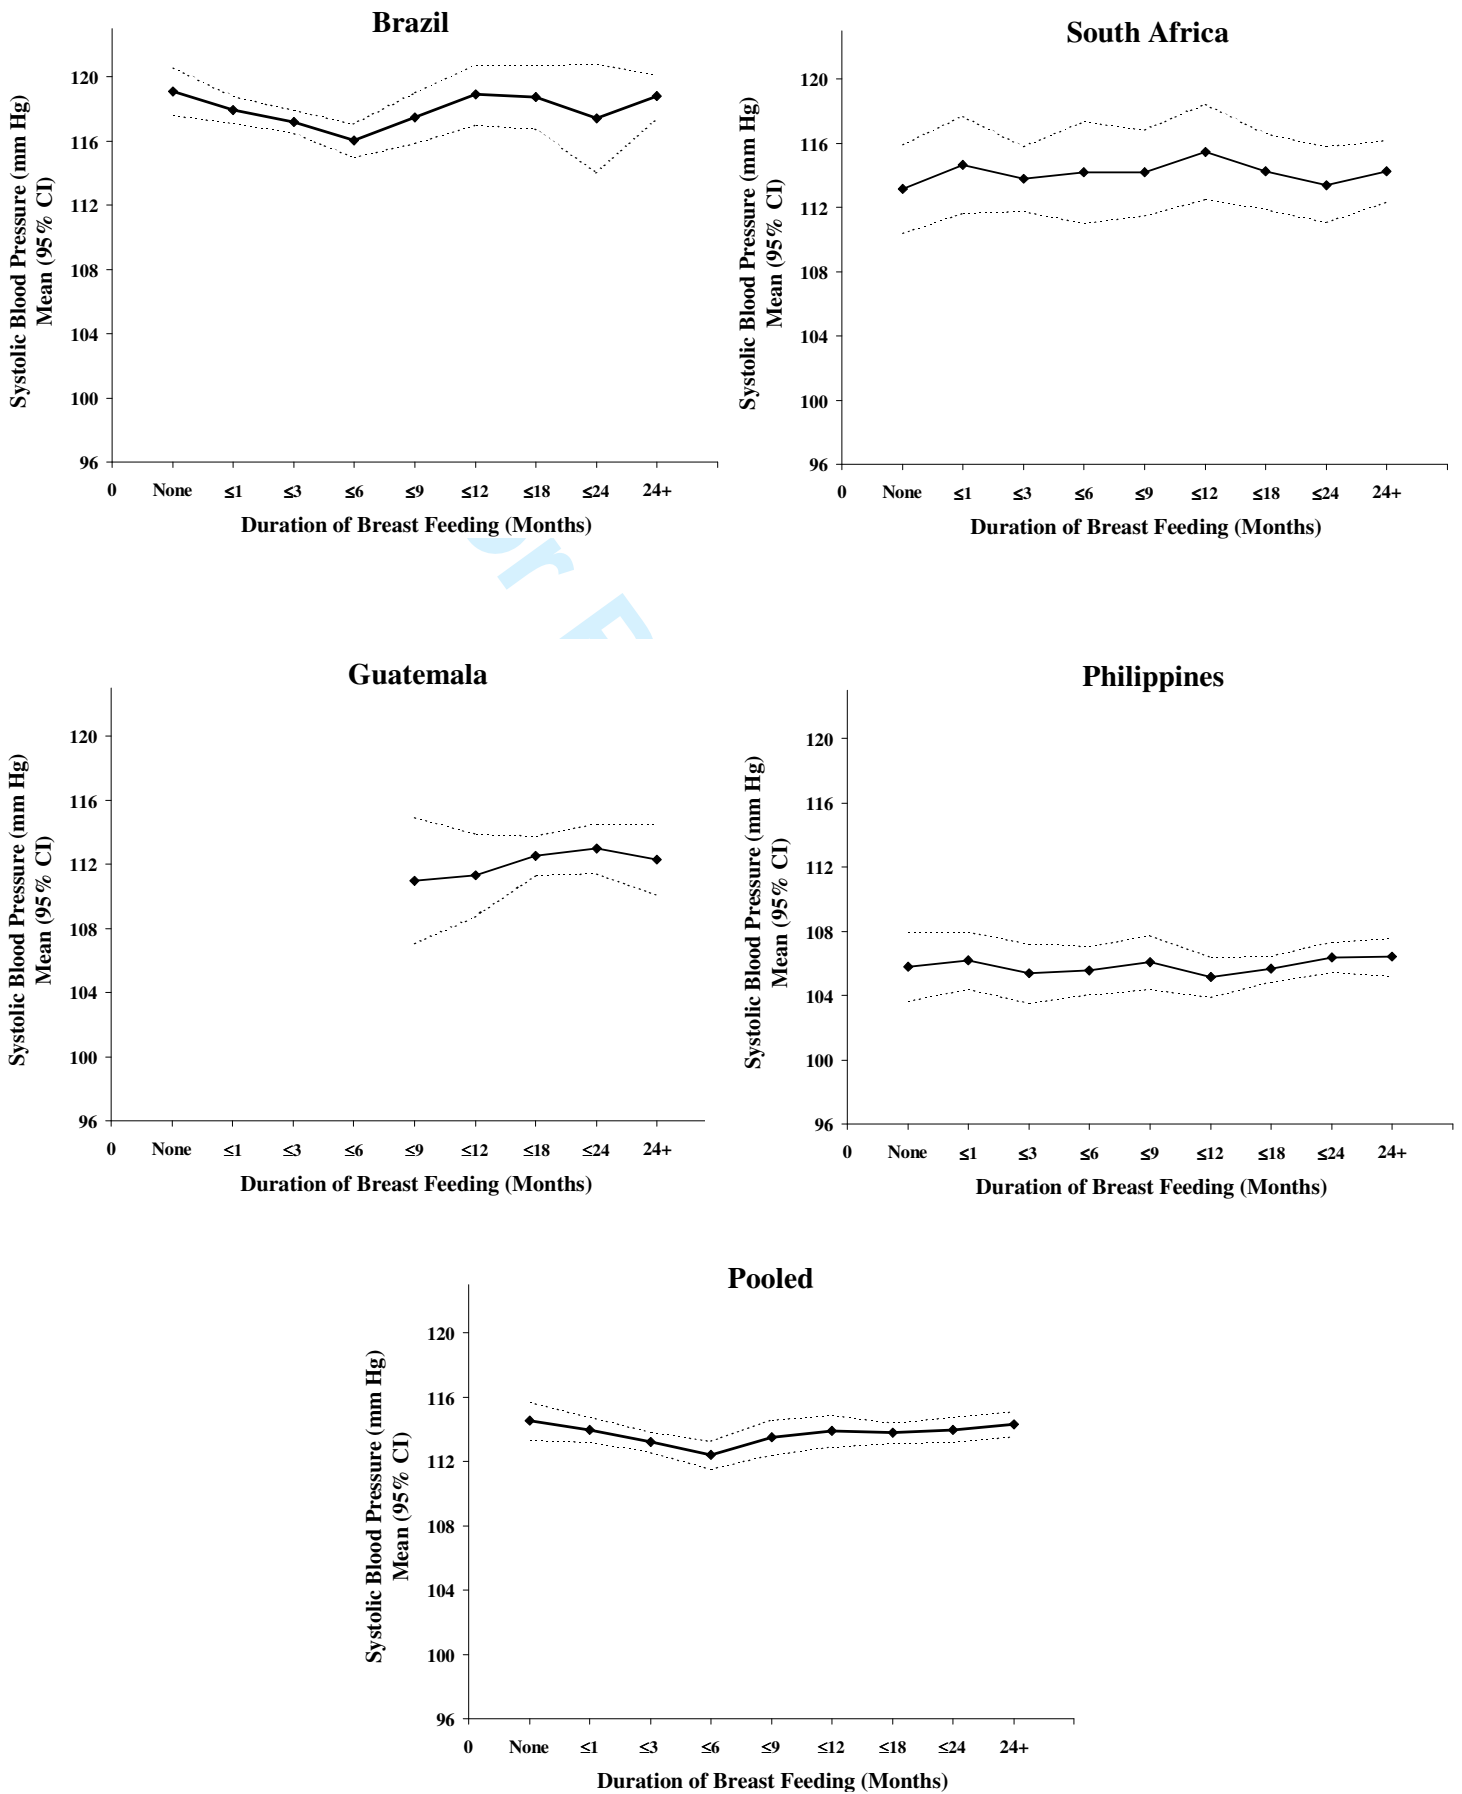 Brazil
Systolic Blood Pressure (mm Hg)
Mean (95% CI)
120
116
112
108
104
100
96
0 None ≤1 ≤3 ≤6 ≤9 ≤12 ≤18 ≤24 24+
Duration of Breast Feeding (Months)
South Africa
Systolic Blood Pressure (mm Hg)
Mean (95% CI)
120
116
112
108
104
100
96
0 None ≤1 ≤3 ≤6 ≤9 ≤12 ≤18 ≤24 24+
Duration of Breast Feeding (Months)
or
Guatemala
Systolic Blood Pressure (mm Hg)
Mean (95% CI)
120
116
112
108
104
100
96
0 None ≤1 ≤3 ≤6 ≤9 ≤12 ≤18 ≤24 24+
Duration of Breast Feeding (Months)
Philippines
Systolic Blood Pressure (mm Hg)
Mean (95% CI)
120
116
112
108
104
100
96
0 None ≤1 ≤3 ≤6 ≤9 ≤12 ≤18 ≤24 24+
Duration of Breast Feeding (Months)
Pooled
Systolic Blood Pressure (mm Hg)
Mean (95% CI)
120
116
112
108
104
100
96
0 None ≤1 ≤3 ≤6 ≤9 ≤12 ≤18 ≤24 24+
Duration of Breast Feeding (Months)